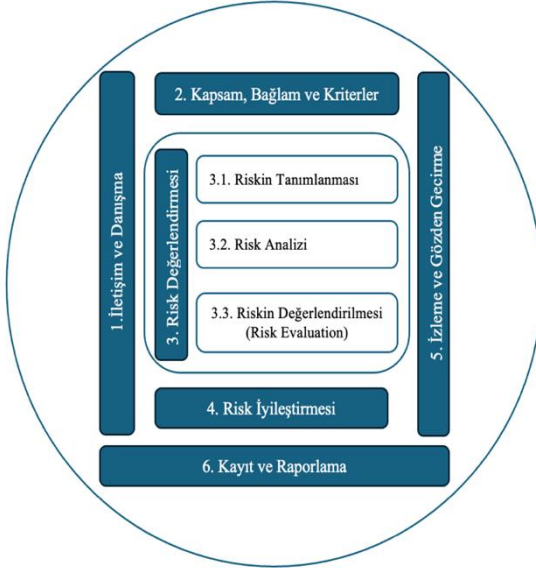 1.İletişim ve Danışma
2. Kapsam, Bağlam ve Kriterler
3. Risk Değerlendirmesi
3.1. Riskin Tanımlanması
3.2. Risk Analizi
3.3. Riskin Değerlendirilmesi
(Risk Evaluation)
4. Risk İyileştirmesi
5. İzleme ve Gözden Gecirme
6. Kayıt ve Raporlama